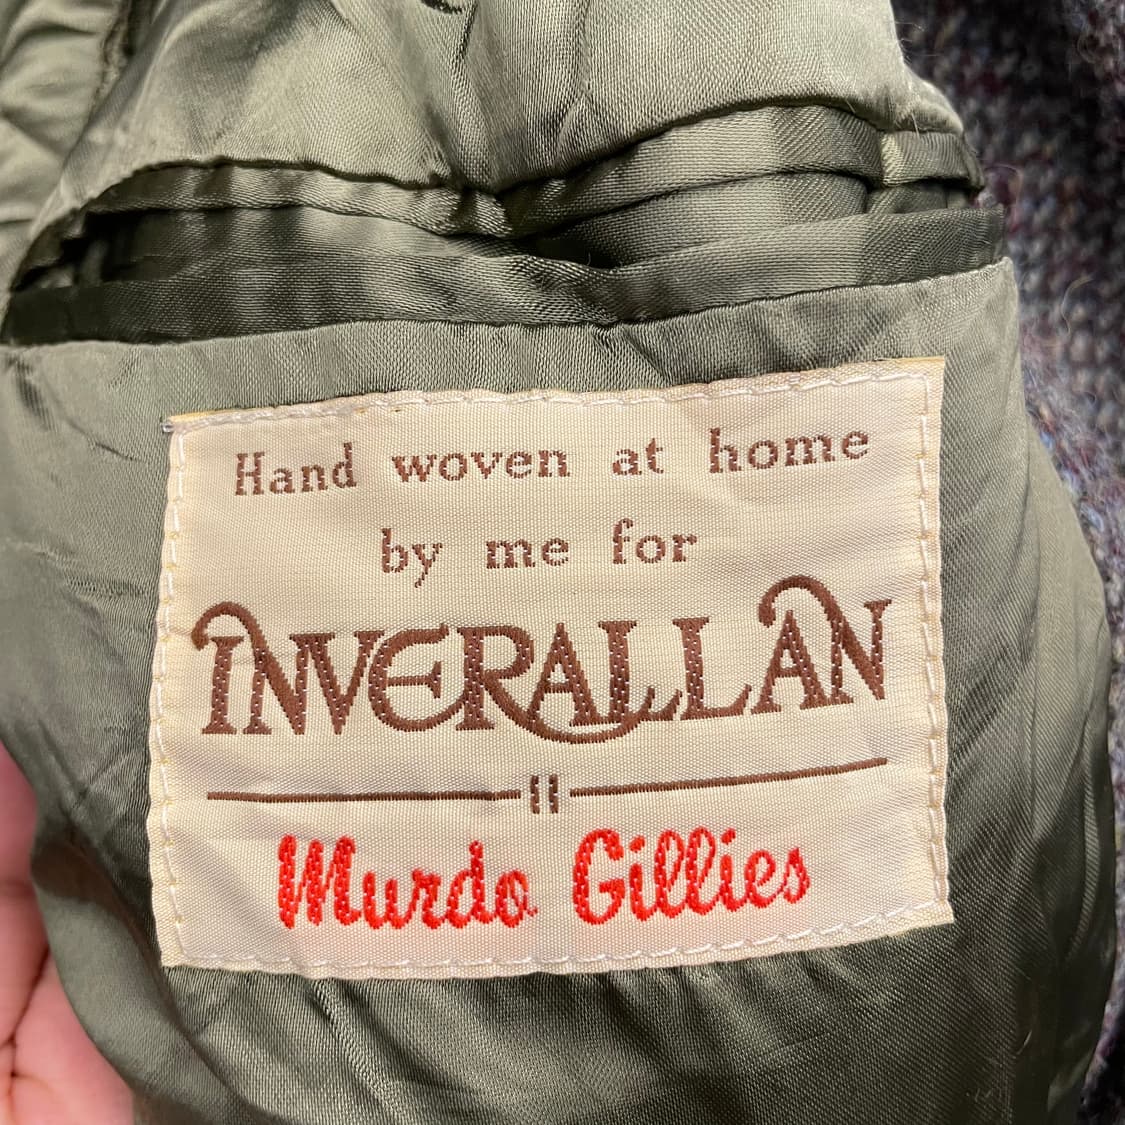 Hand woven at home
by me for
INVERALLAN
Murdo Gillies